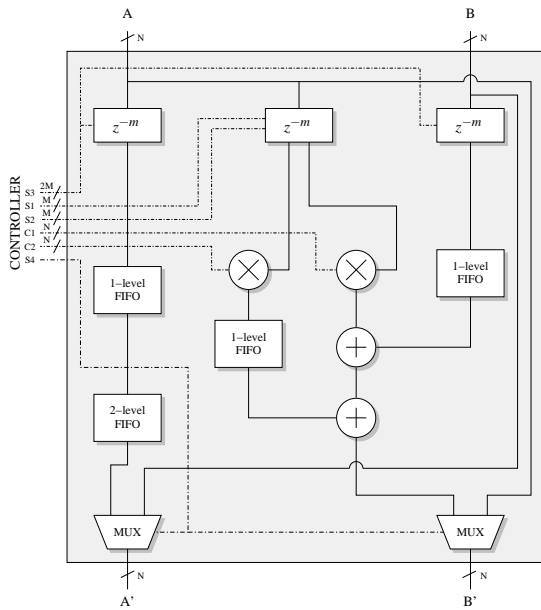 A
B
N
N
z−m
z−m
z−m
CONTROLLER
S3
2M
S1
M
S2
M
C1
N
C2
N
S4
1−level
FIFO
1−level
FIFO
1−level
FIFO
2−level
FIFO
MUX
MUX
N
N
A'
B'